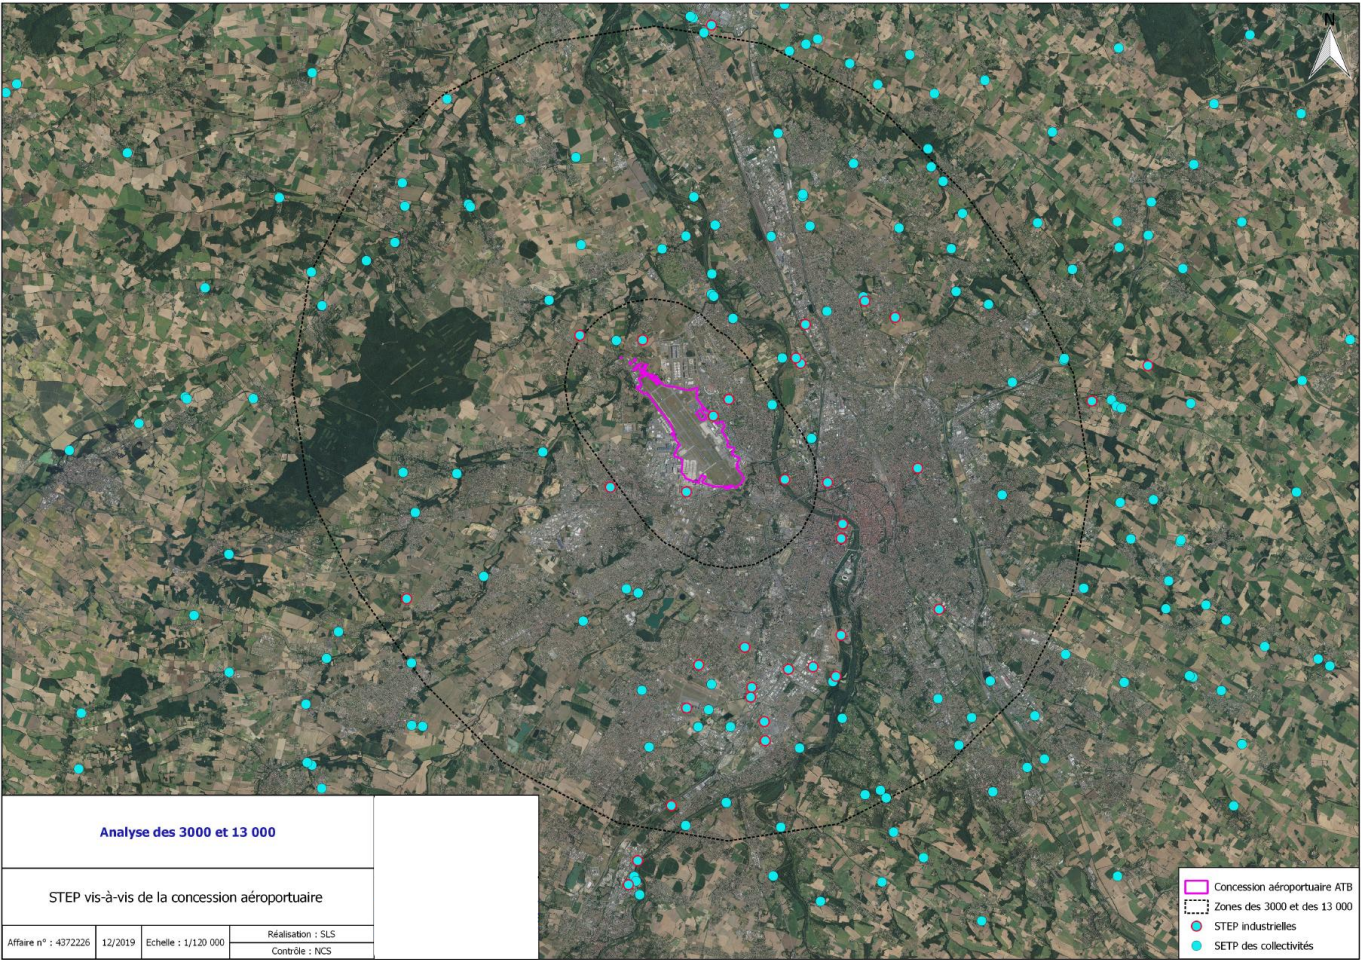 N
Analyse des 3000 et 13 000
STEP vis-à-vis de la concession aéroportuaire
Affaire n° : 4372226
12/2019
Echelle : 1/120 000
Réalisation : SLS
Contrôle : NCS
Concession aéroportuaire ATB
Zones des 3000 et des 13 000
STEP industrielles
SETP des collectivités